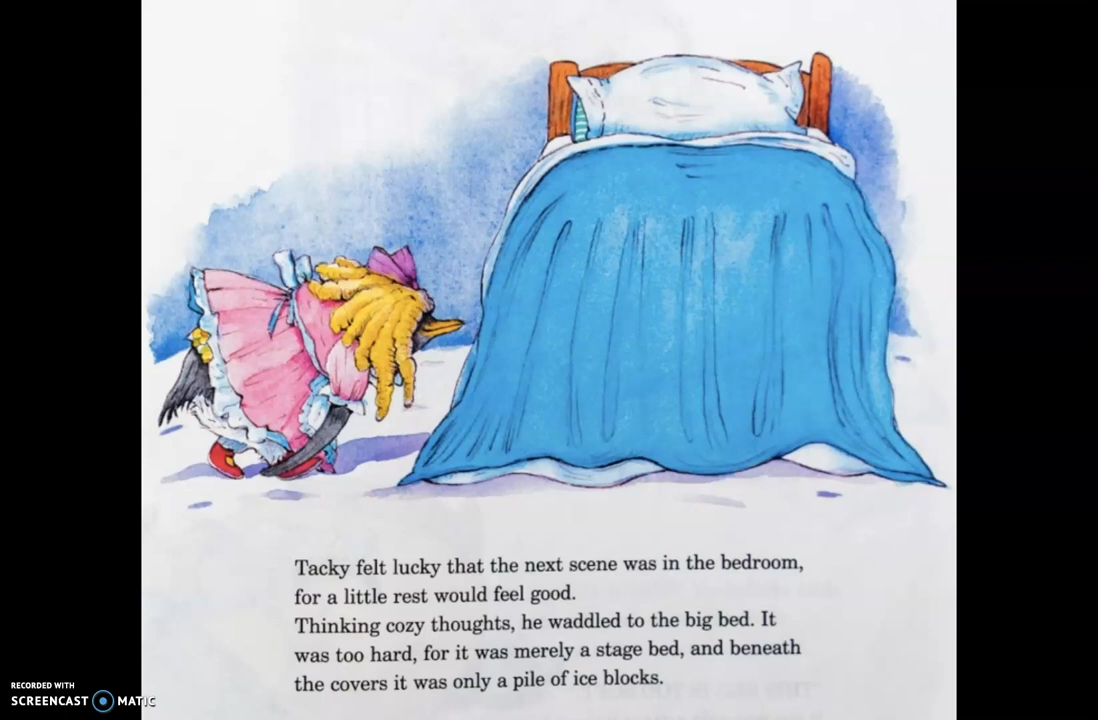 Tacky felt lucky that the next scene was in the bedroom,
for a little rest would feel good.
Thinking cozy thoughts, he waddled to the big bed. It
was too hard, for it was merely a stage bed, and beneath
the covers it was only a pile of ice blocks.
RECORDED WITH
SCREENCAST MATIC